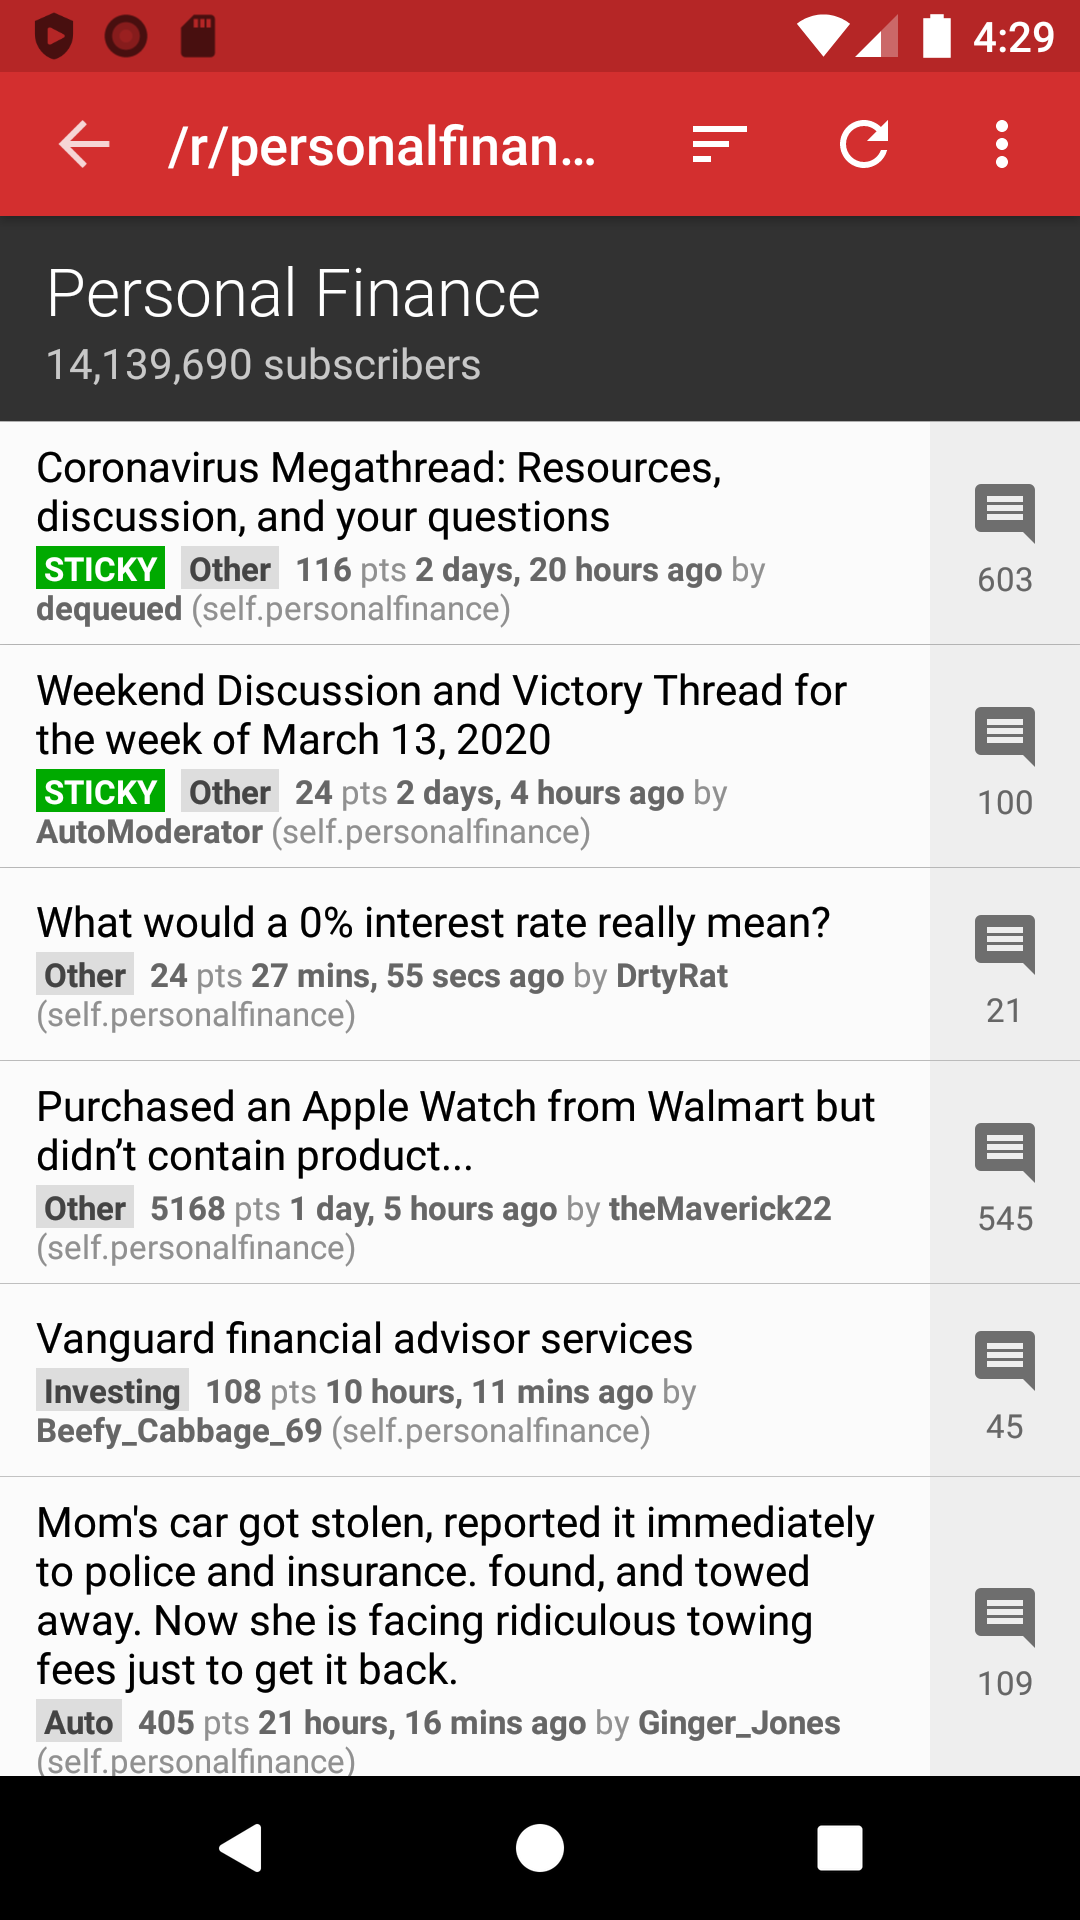 4:29
/r/personalfinan...
Personal Finance
14,139,690 subscribers
Coronavirus Megathread: Resources,
discussion, and your questions
STICKY Other 116 pts 2 days, 20 hours ago by
dequeued (self.personalfinance)
603
Weekend Discussion and Victory Thread for
the week of March 13, 2020
STICKY Other 24 pts 2 days, 4 hours ago by
AutoModerator (self.personalfinance)
100
What would a 0% interest rate really mean?
Other 24 pts 27 mins, 55 secs ago by DrtyRat
(self.personalfinance)
21
Purchased an Apple Watch from Walmart but
didn’t contain product...
Other 5168 pts 1 day, 5 hours ago by theMaverick22
(self.personalfinance)
545
Vanguard financial advisor services
Investing 108 pts 10 hours, 11 mins ago by
Beefy_Cabbage_69 (self.personalfinance)
45
Mom's car got stolen, reported it immediately
to police and insurance. found, and towed
away. Now she is facing ridiculous towing
fees just to get it back.
Auto 405 pts 21 hours, 16 mins ago by Ginger_Jones
(self.personalfinance)
109